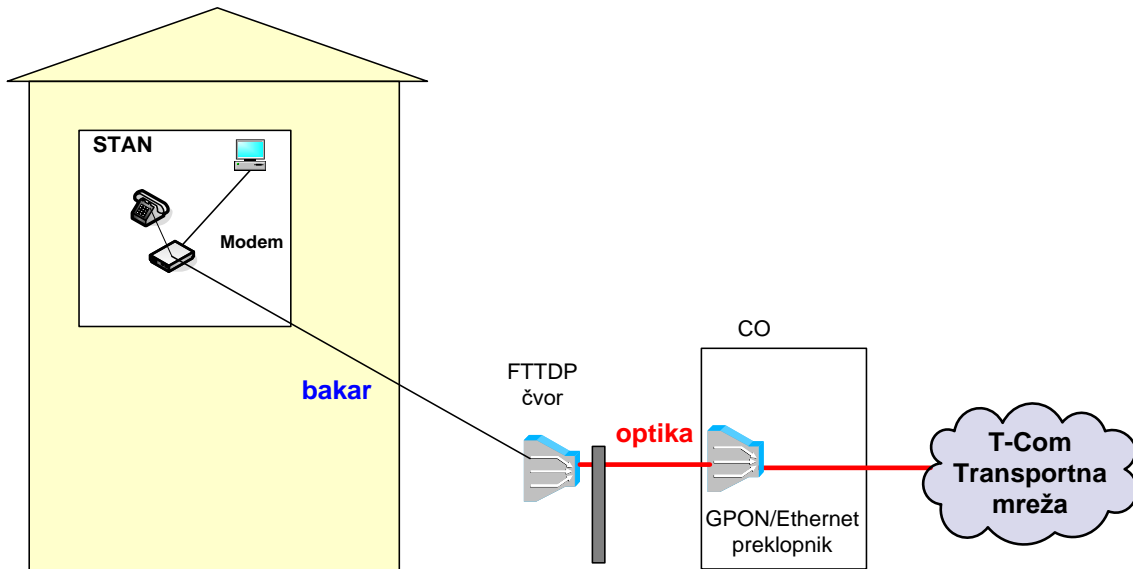 STAN
Modem
bakar
FTTDP
čvor
optika
CO
GPON/Ethernet
preklopnik
T-Com
Transportna
mreža